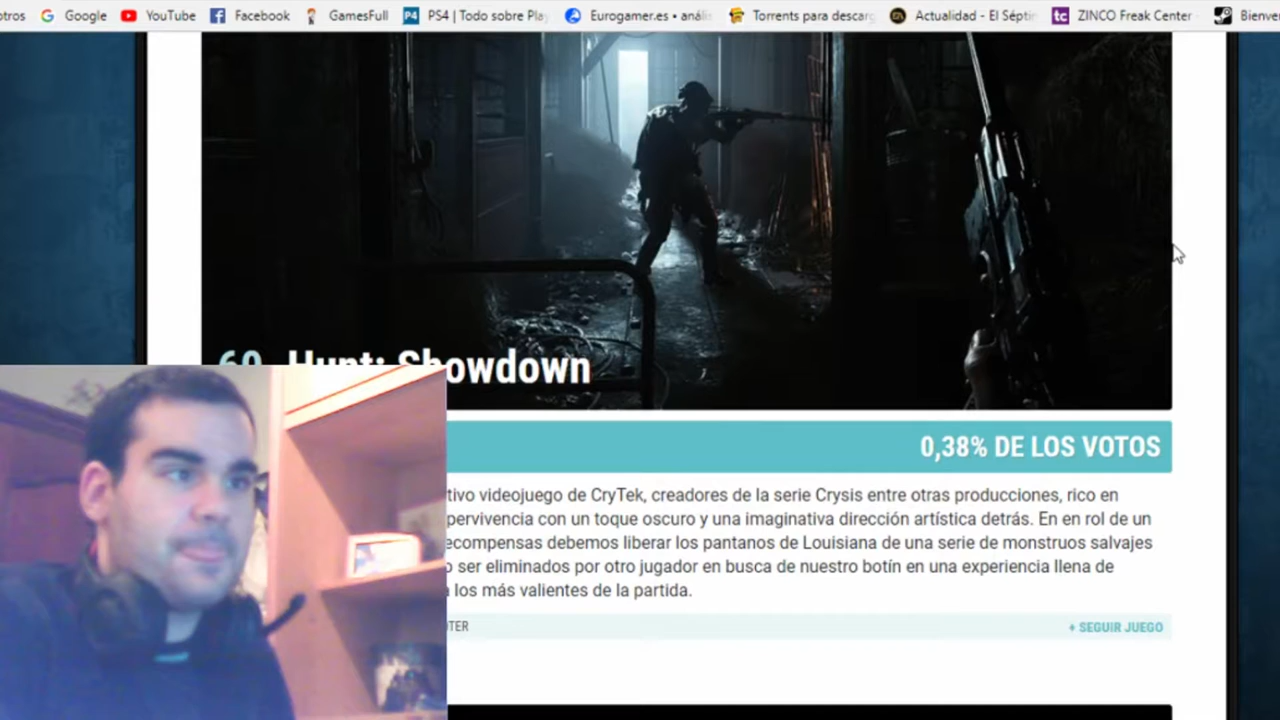 otros Google YouTube Facebook GamesFull PS4 | Todo sobre Pla Eurogamer.es • anális Torrents para descarg Actualidad - El Séptim ZINCO Freak Center Bienve
Hunt: Showdown
0,38% DE LOS VOTOS
tivo videojuego de CryTek, creadores de la serie Crysis entre otras producciones, rico en
pervivencia con un toque oscuro y una imaginativa dirección artística detrás. En en rol de un
ecompensas debemos liberar los pantanos de Louisiana de una serie de monstruos salvajes
o ser eliminados por otro jugador en busca de nuestro botín en una experiencia llena de
a los más valientes de la partida.
OTER + SEGUIR JUEGO